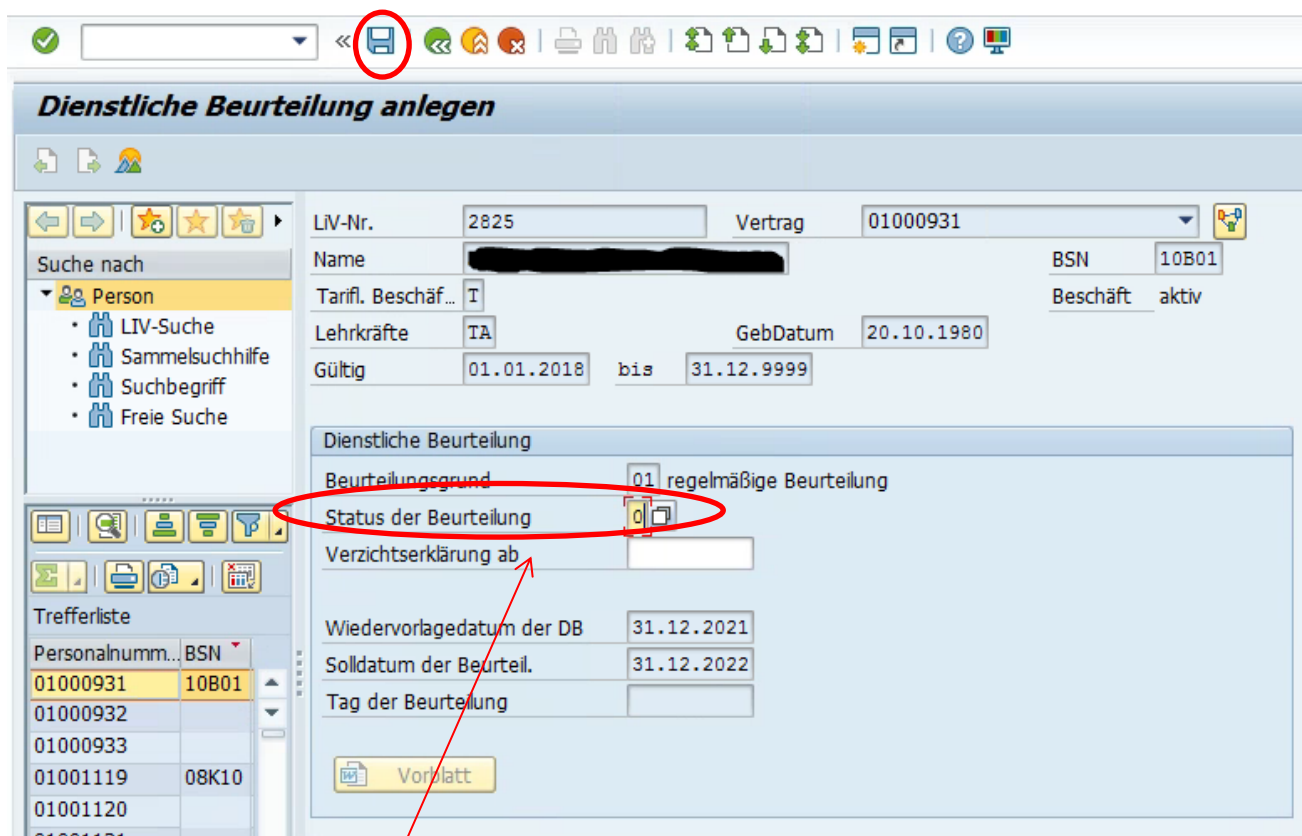 Dienstliche Beurteilung anlegen
LiV-Nr. 2825 Vertrag 01000931
Name BSN 10B01
Tarifl. Beschäf... T Beschäft aktiv
Lehrkräfte TA GebDatum 20.10.1980
Gültig 01.01.2018 bis 31.12.9999
Suche nach
Person
LIV-Suche
Sammelsuchhilfe
Suchbegriff
Freie Suche
Dienstliche Beurteilung
Beurteilungsgrund 01 regelmäßige Beurteilung
Status der Beurteilung 0
Verzichtserklärung ab
Wiedervorlagedatum der DB 31.12.2021
Solldatum der Beurteil. 31.12.2022
Tag der Beurteilung
Vorblatt
Trefferliste
Personalnumm... BSN
01000931 10B01
01000932
01000933
01001119 08K10
01001120